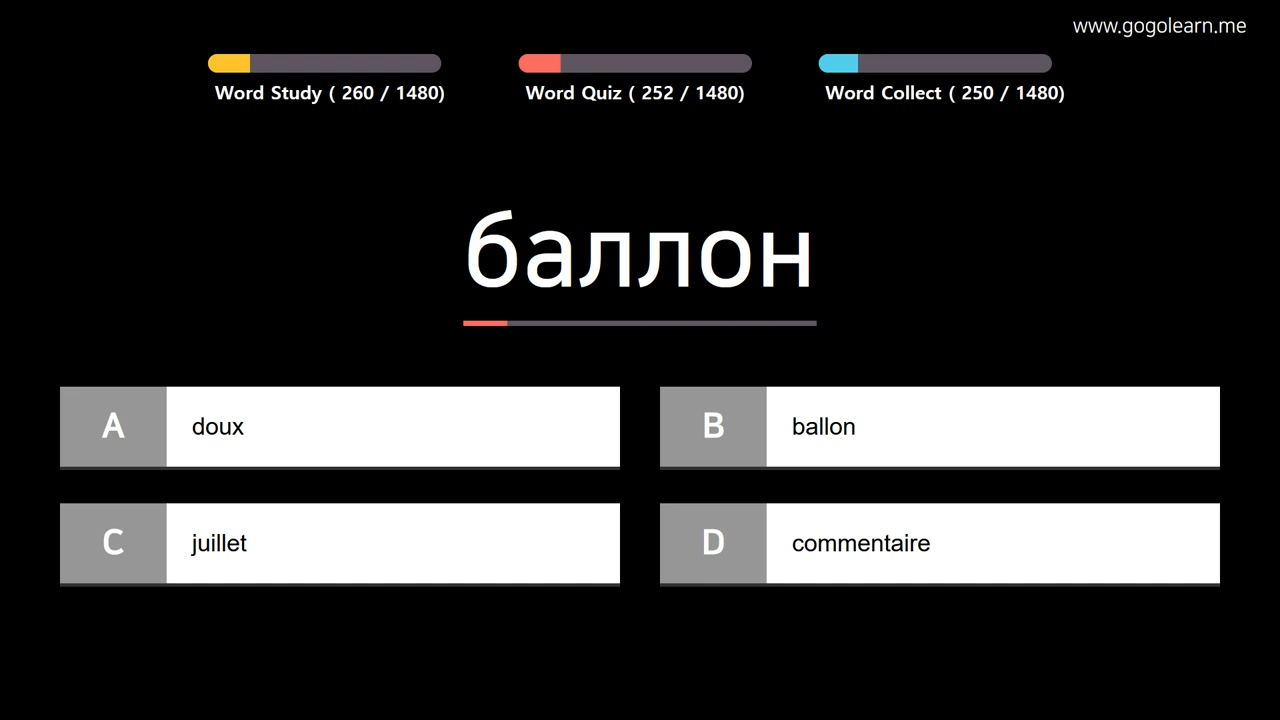 www.gogolearn.me
Word Study ( 260 / 1480)
Word Quiz ( 252 / 1480)
Word Collect ( 250 / 1480)
баллон
A doux
B ballon
C juillet
D commentaire